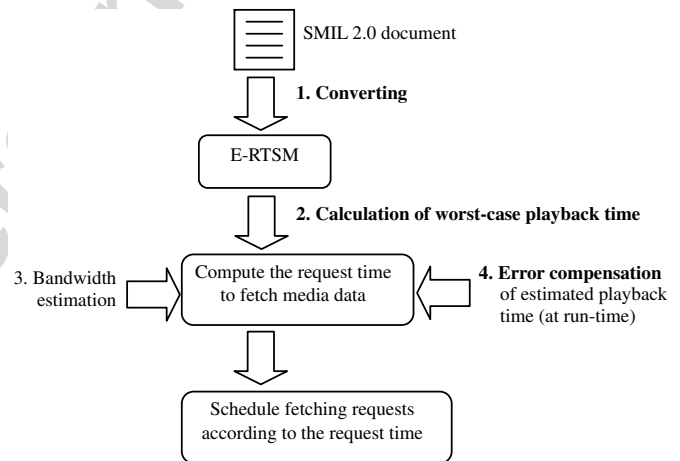 SMIL 2.0 document
1. Converting
E-RTSM
2. Calculation of worst-case playback time
3. Bandwidth
estimation
Compute the request time
to fetch media data
4. Error compensation
of estimated playback
time (at run-time)
Schedule fetching requests
according to the request time